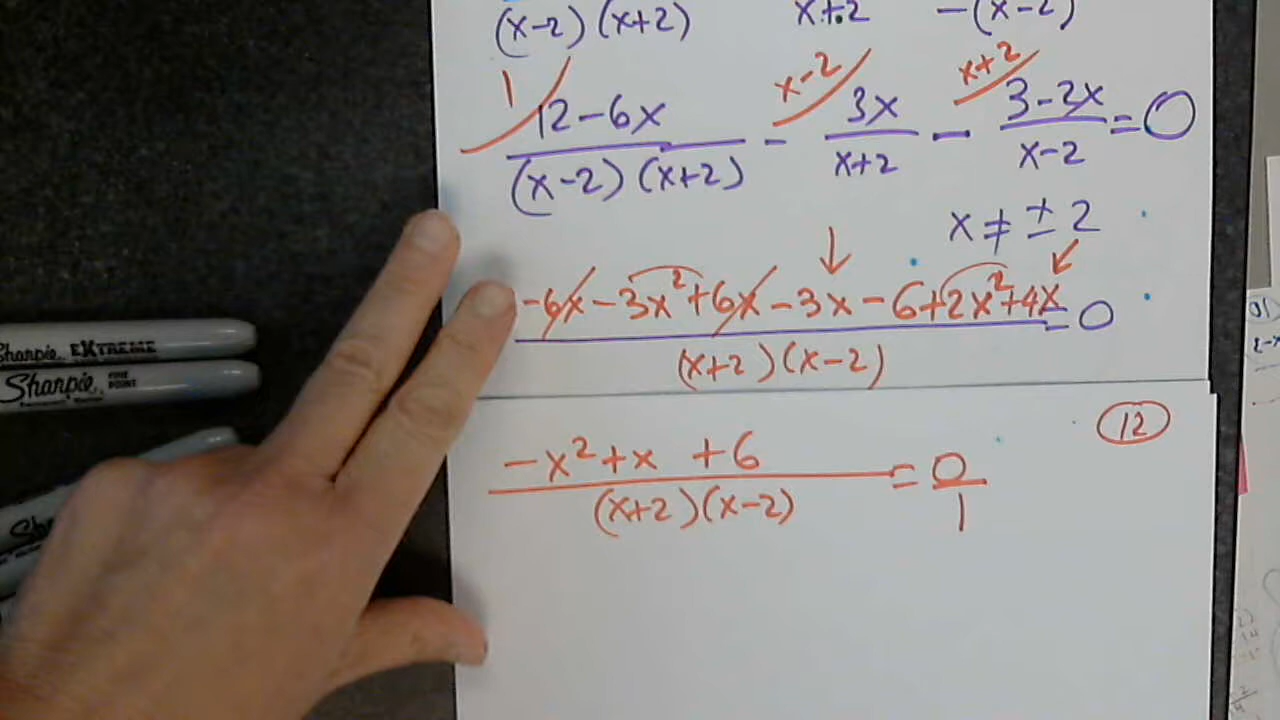 (x-2)(x+2) x+2 -(x-2)
1 x-2 x+2
12-6x 3x 3-2x
— - — - — = 0
(x-2)(x+2) x+2 x-2
x ≠ ± 2
-6x-3x²+6x-3x-6+2x²+4x
= 0
(x+2)(x-2)
12
-x²+x +6 = 0
(x+2)(x-2) 1
Sharpie EXTREME
Sharpie FINE POINT